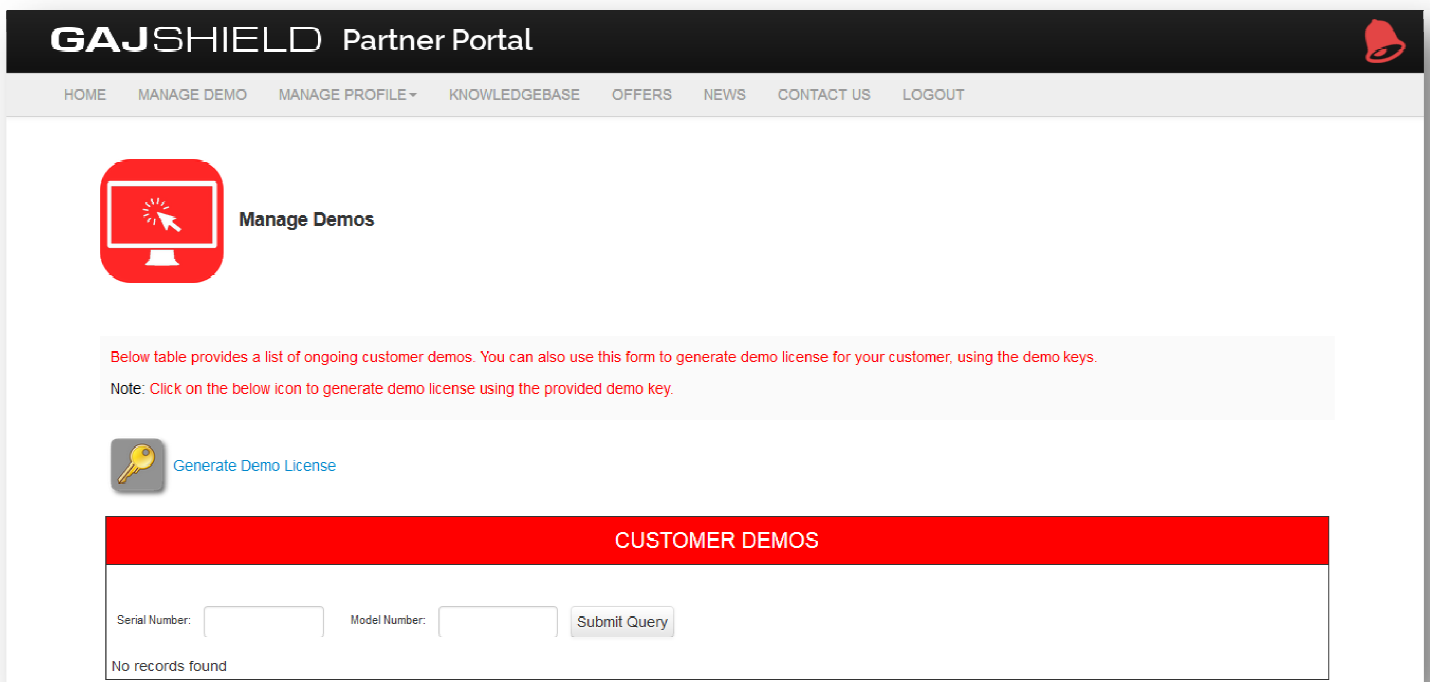 GAJSHIELD Partner Portal
HOME MANAGE DEMO MANAGE PROFILE KNOWLEDGEBASE OFFERS NEWS CONTACT US LOGOUT
Manage Demos
Below table provides a list of ongoing customer demos. You can also use this form to generate demo license for your customer, using the demo keys.
Note: Click on the below icon to generate demo license using the provided demo key.
Generate Demo License
CUSTOMER DEMOS
Serial Number: Model Number: Submit Query
No records found